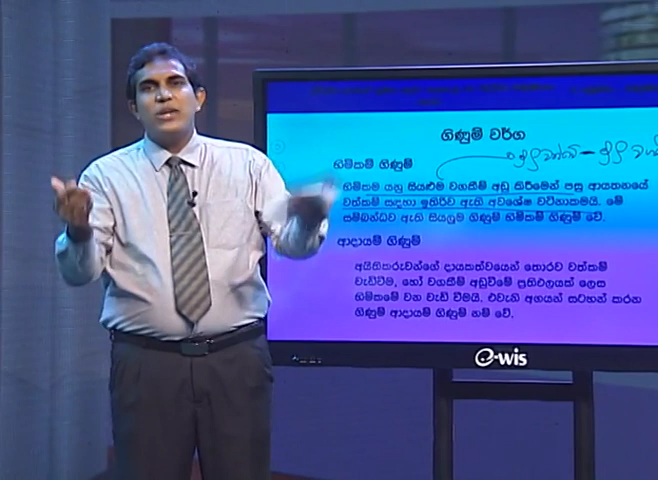 ගිණුම් වර්ග
හිමිකම් ගිණුම්
හිමිකම යනු සියළුම වගකීම් අඩු කිරීමෙන් පසු ආයතනයේ
වත්කම් සඳහා ඉතිරිව ඇති අවශේෂ වටිනාකමයි. මේ
සම්බන්ධව ඇති සියලුම ගිණුම් හිමිකම් ගිණුම් වේ.
ආදායම් ගිණුම්
අයිතිකරුවන්ගේ දායකත්වයෙන් තොරව වත්කම්
වැඩිවීම, හෝ වගකීම් අඩුවීමේ ප්‍රතිඵලයක් ලෙස
හිමිකමේ වන වැඩි වීමයි. එවැනි අගයන් සටහන් කරන
ගිණුම් ආදායම් ගිණුම් නම් වේ.
e-wis